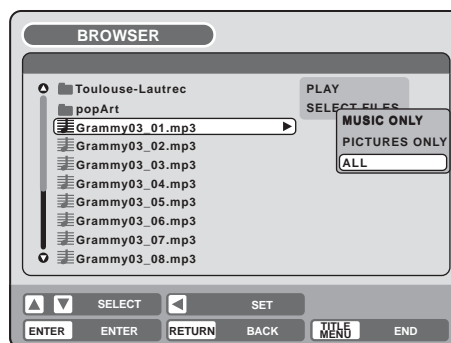 BROWSER
Toulouse-Lautrec
popArt
Grammy03_01.mp3
Grammy03_02.mp3
Grammy03_03.mp3
Grammy03_04.mp3
Grammy03_05.mp3
Grammy03_06.mp3
Grammy03_07.mp3
Grammy03_08.mp3
PLAY
SELECT FILES
MUSIC ONLY
PICTURES ONLY
ALL
SELECT SET
ENTER ENTER RETURN BACK TITLE MENU END